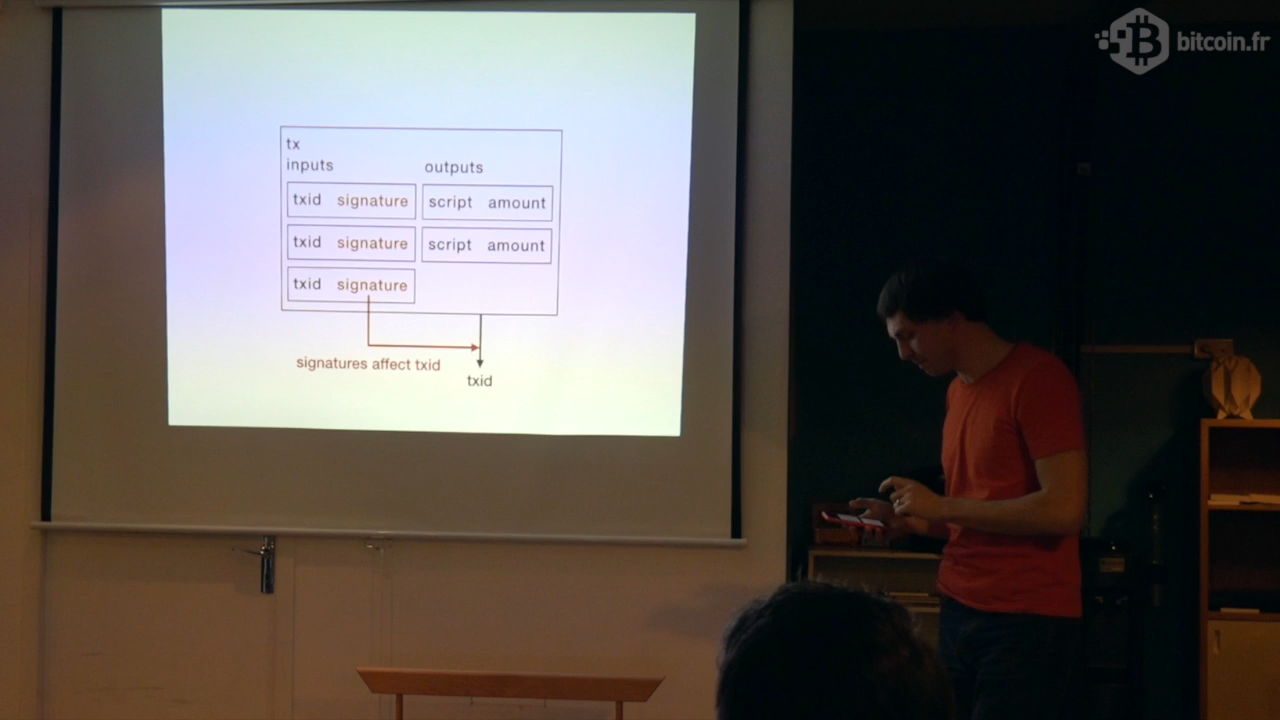 bitcoin.fr
tx
inputs outputs
txid signature script amount
txid signature script amount
txid signature
signatures affect txid
txid